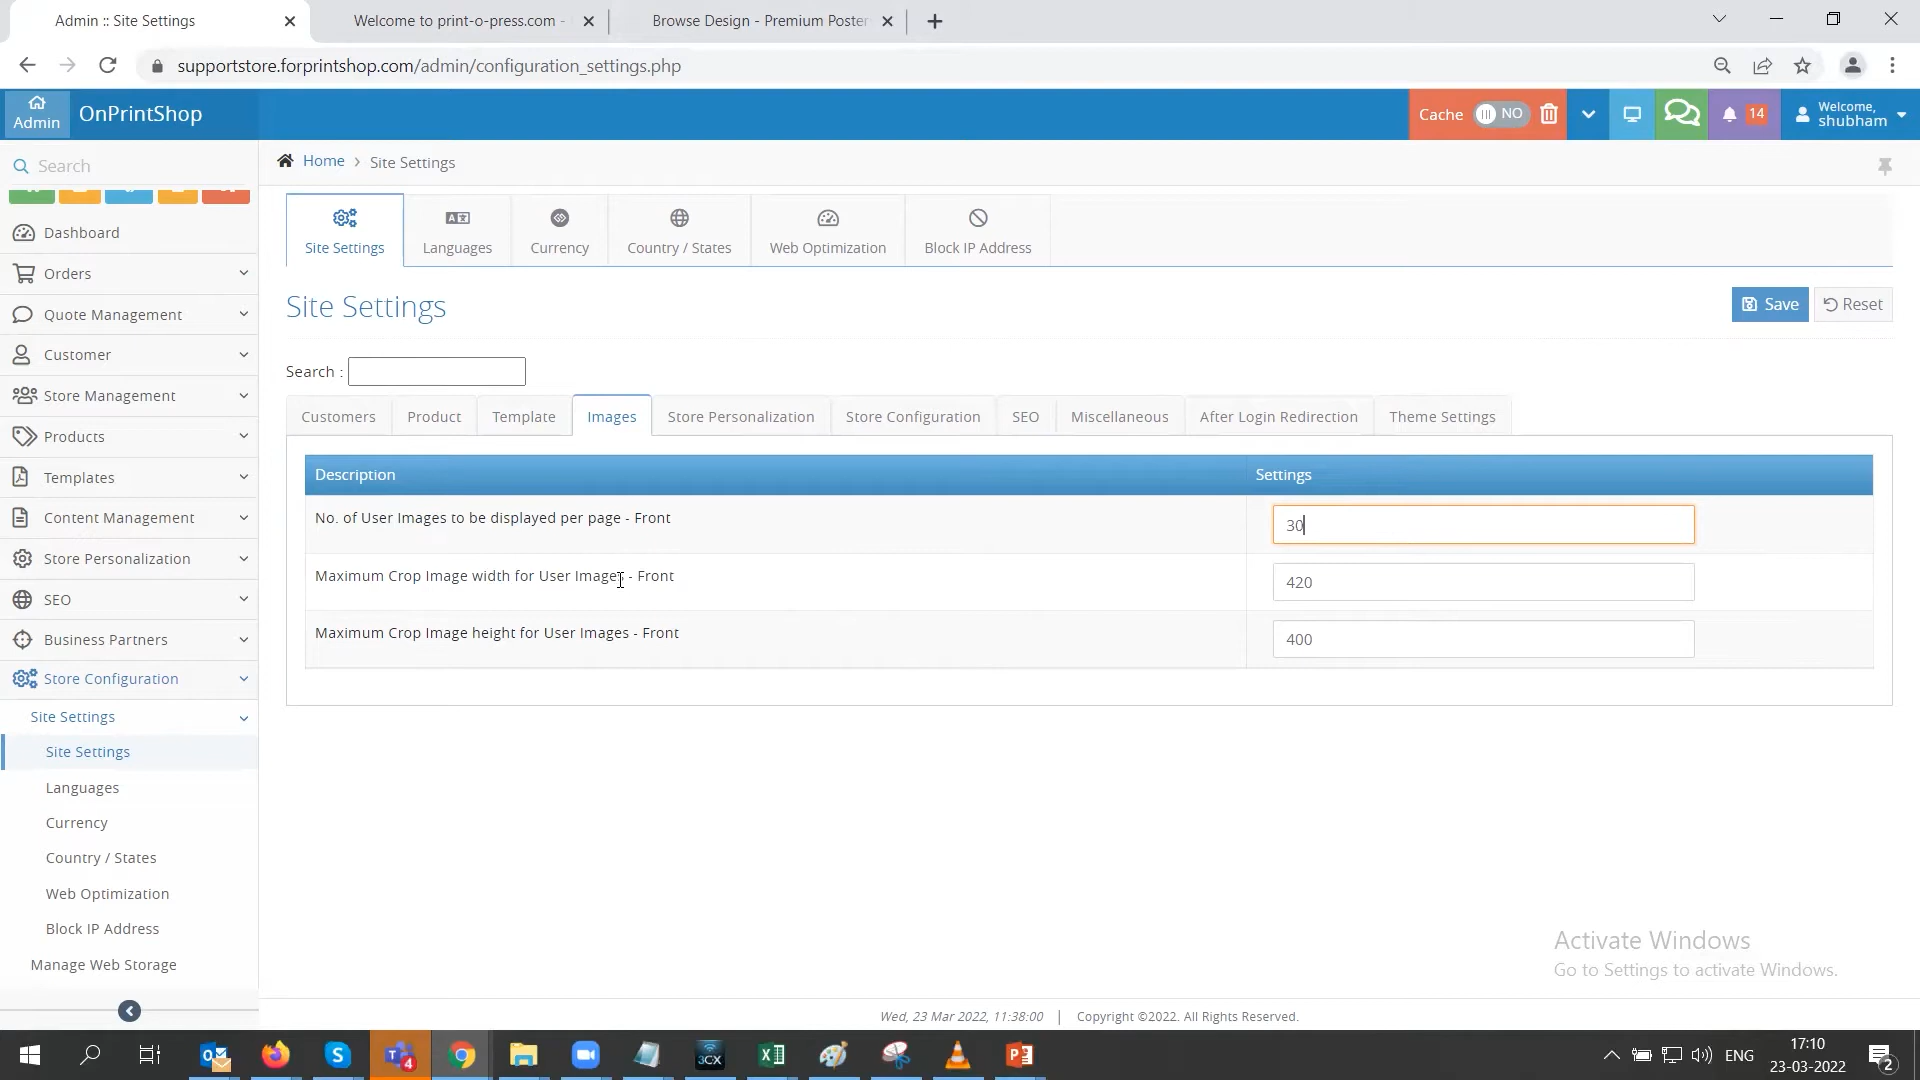 Admin :: Site Settings
Welcome to print-o-press.com -
Browse Design - Premium Poster
supportstore.forprintshop.com/admin/configuration_settings.php
Admin
OnPrintShop
Cache
NO
14
Welcome,
shubham
Search
Home
Site Settings
Dashboard
Orders
Quote Management
Customer
Store Management
Products
Templates
Content Management
Store Personalization
SEO
Business Partners
Store Configuration
Site Settings
Site Settings
Languages
Currency
Country / States
Web Optimization
Block IP Address
Manage Web Storage
Site Settings
Languages
Currency
Country / States
Web Optimization
Block IP Address
Site Settings
Save
Reset
Search :
Customers
Product
Template
Images
Store Personalization
Store Configuration
SEO
Miscellaneous
After Login Redirection
Theme Settings
Description
Settings
No. of User Images to be displayed per page - Front
30
Maximum Crop Image width for User Images - Front
420
Maximum Crop Image height for User Images - Front
400
Activate Windows
Go to Settings to activate Windows.
Wed, 23 Mar 2022, 11:38:00 | Copyright ©2022. All Rights Reserved.
4
3CX
ENG
17:10
23-03-2022
2